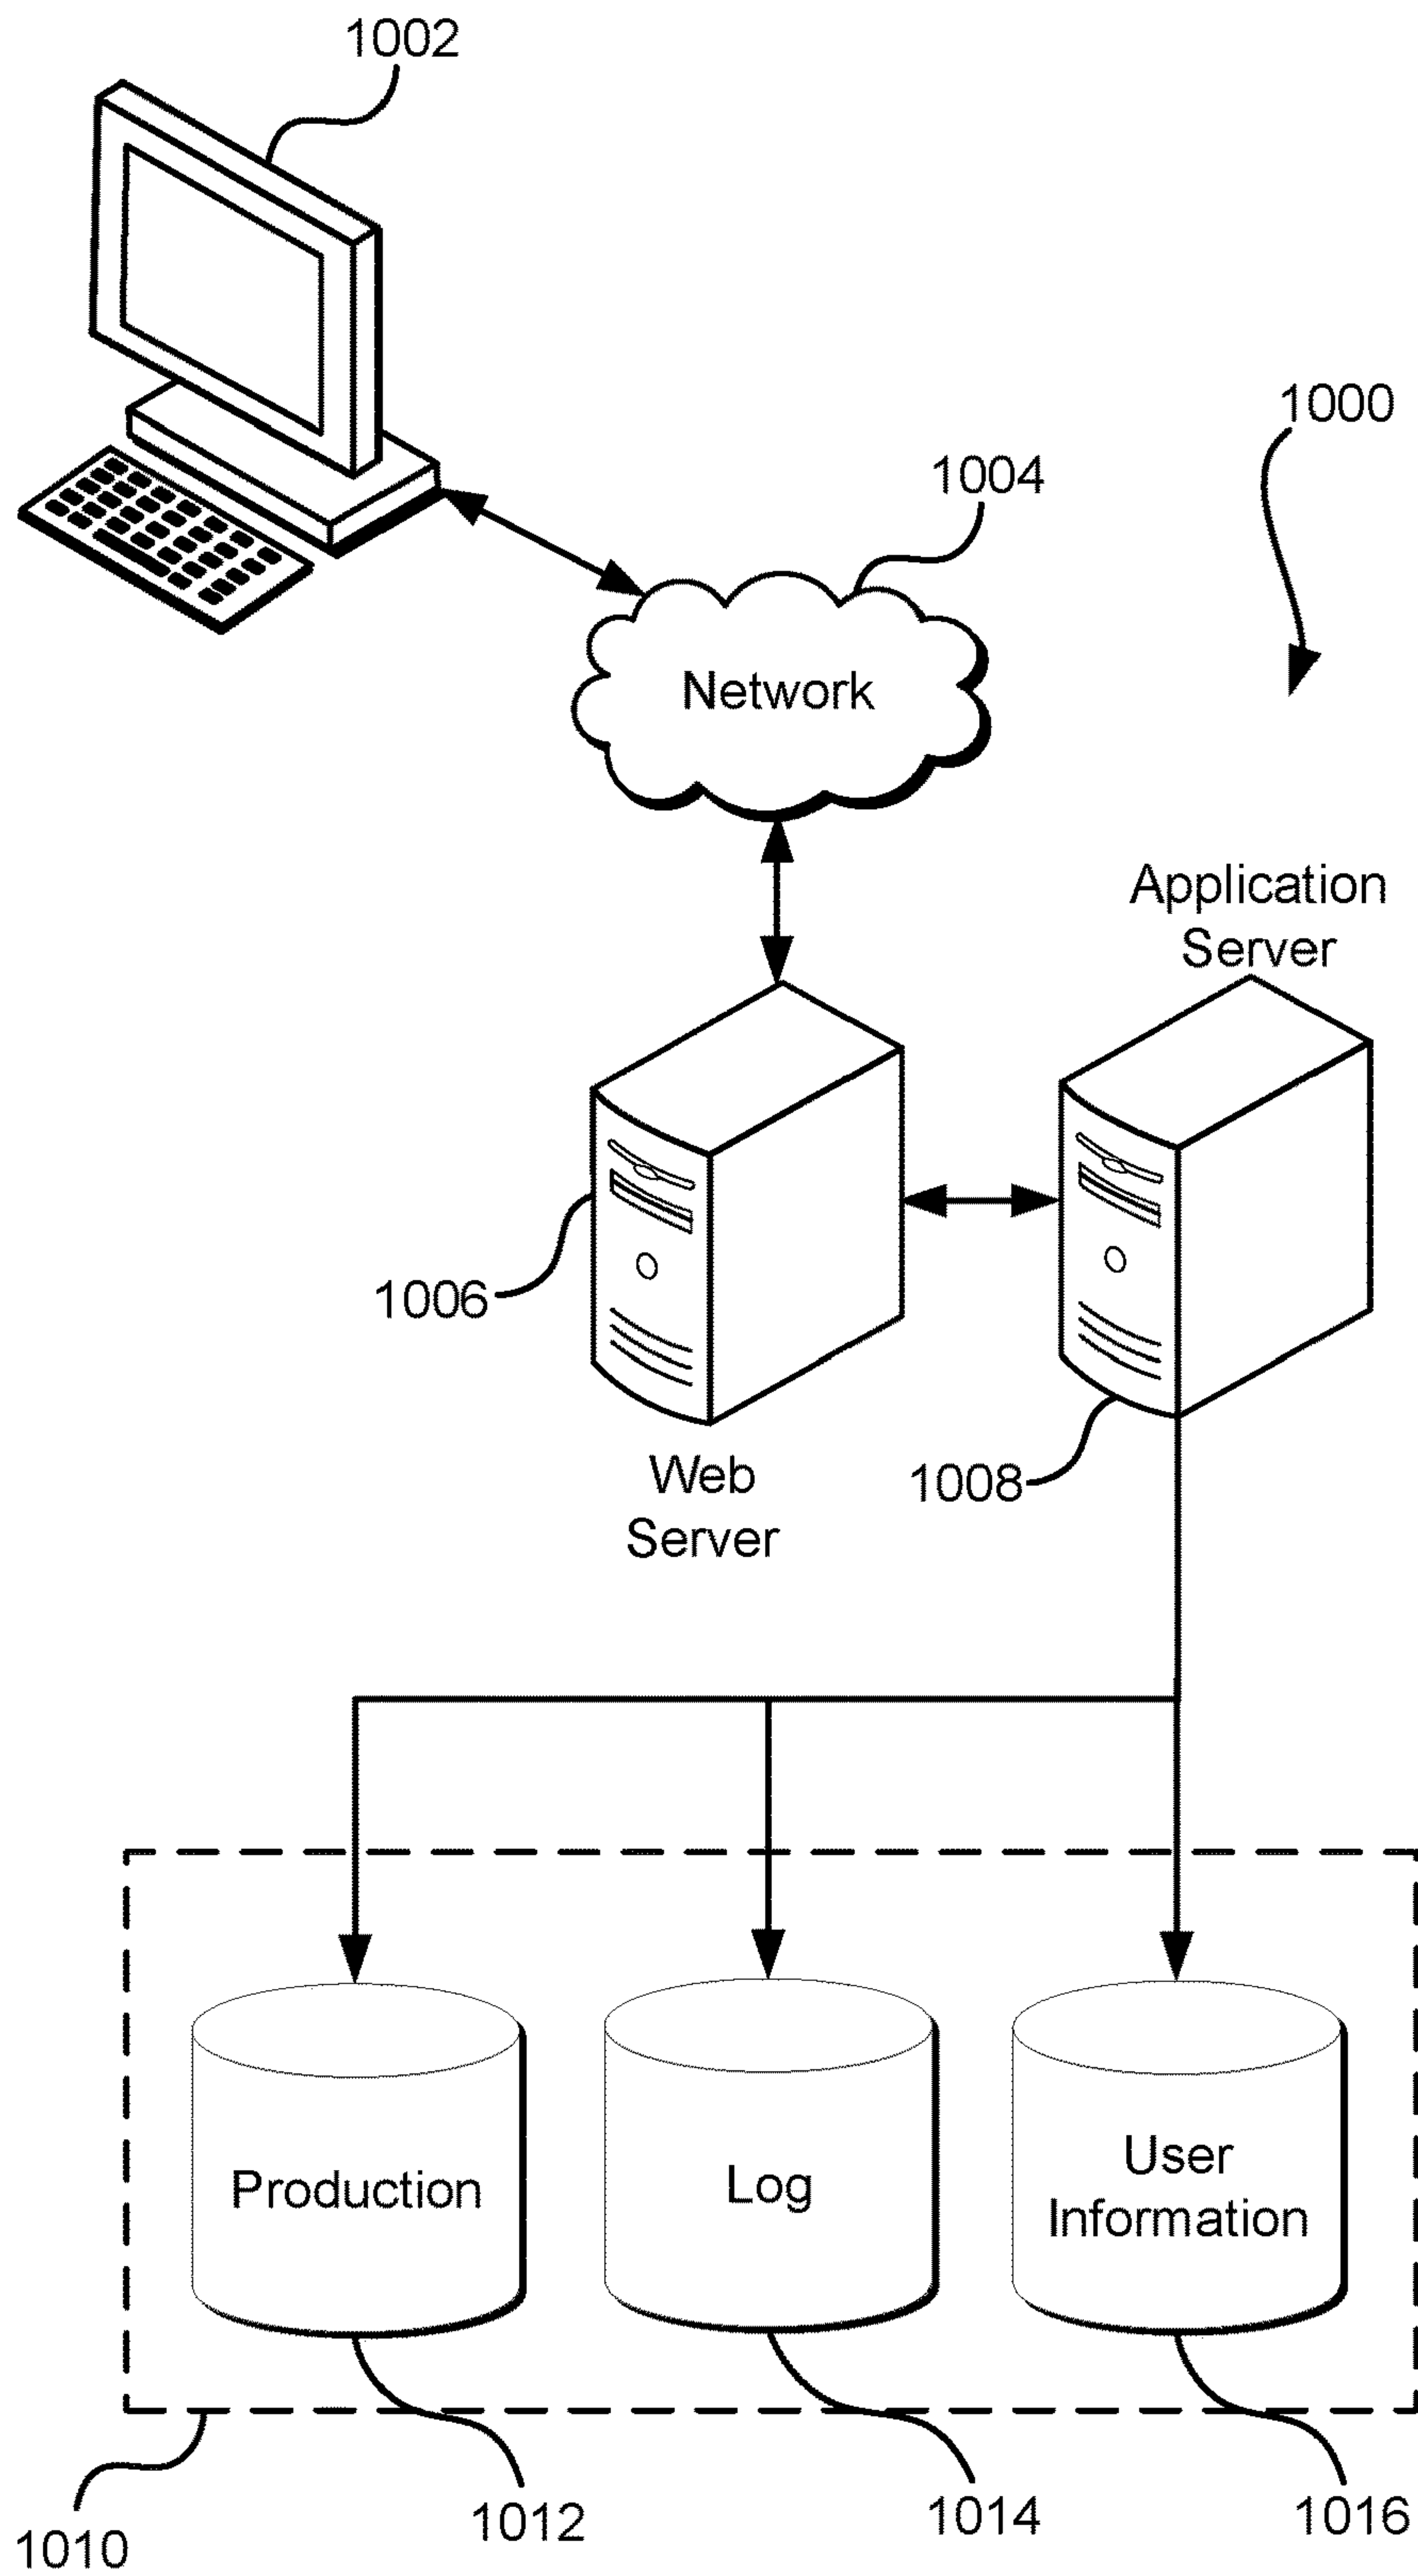 1002
1000
1004
Network
Application
Server
1006
Web
Server
1008
Production
Log
User
Information
1010
1012
1014
1016